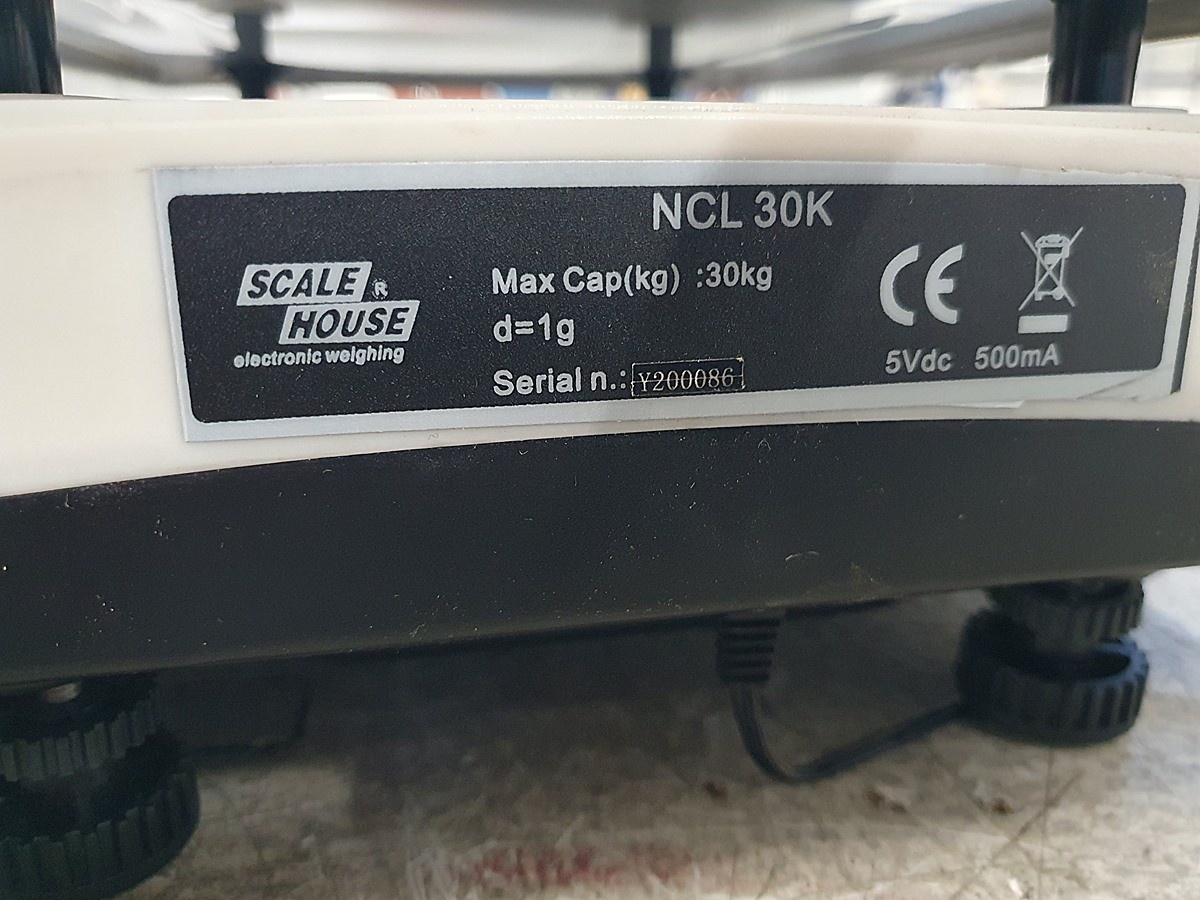 NCL 30K
SCALE ®
HOUSE
electronic weighing
Max Cap(kg) :30kg
d=1g
Serial n.: Y200086
CE
5Vdc 500mA